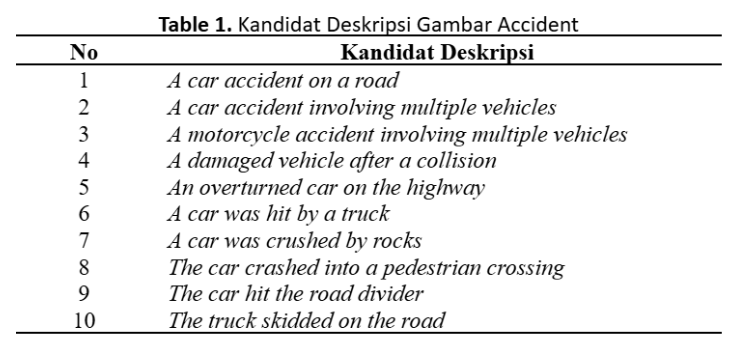 Table 1. Kandidat Deskripsi Gambar Accident
No Kandidat Deskripsi
1 A car accident on a road
2 A car accident involving multiple vehicles
3 A motorcycle accident involving multiple vehicles
4 A damaged vehicle after a collision
5 An overturned car on the highway
6 A car was hit by a truck
7 A car was crushed by rocks
8 The car crashed into a pedestrian crossing
9 The car hit the road divider
10 The truck skidded on the road